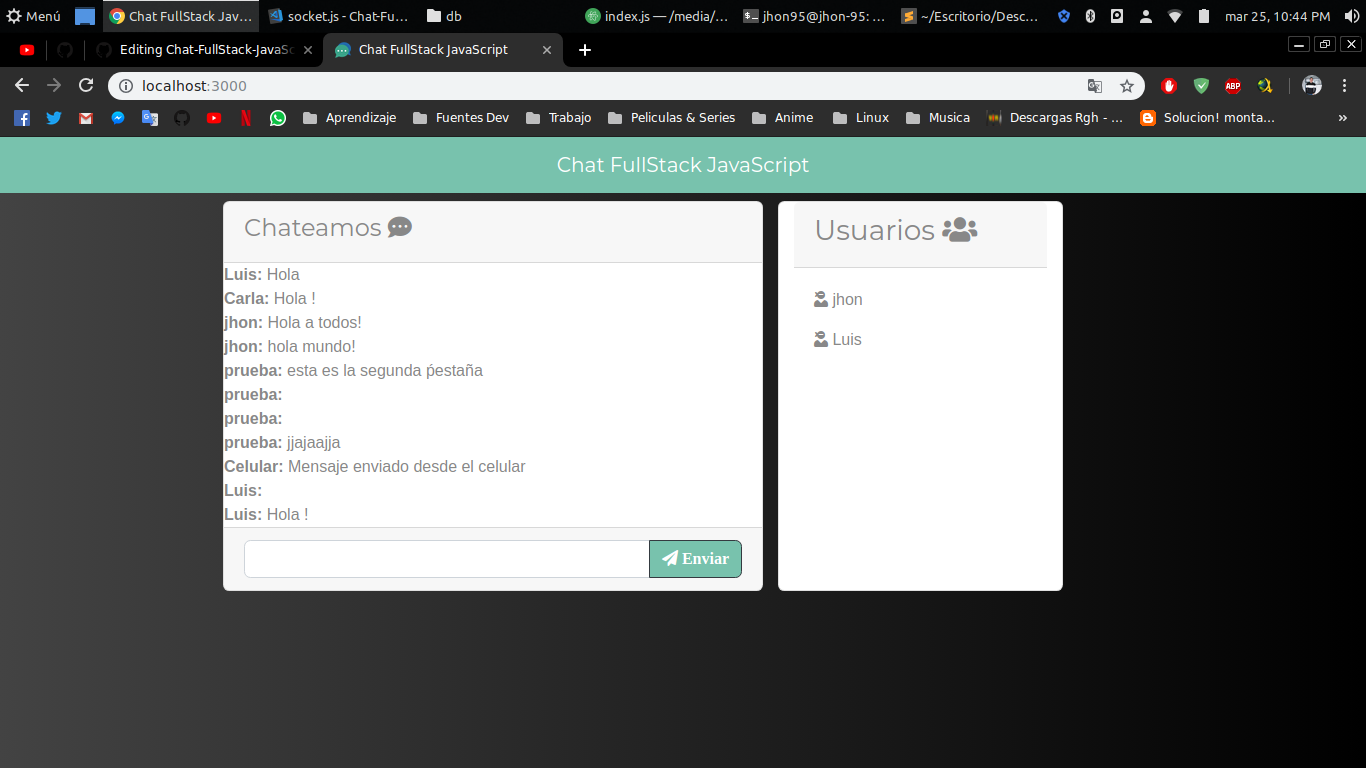 Menú
Chat FullStack Jav...
socket.js - Chat-Fu...
db
index.js — /media/...
jhon95@jhon-95: ...
~/Escritorio/Desc...
mar 25, 10:44 PM
Editing Chat-FullStack-JavaSc
Chat FullStack JavaScript
localhost:3000
ABP
Aprendizaje
Fuentes Dev
Trabajo
Peliculas & Series
Anime
Linux
Musica
Descargas Rgh - ...
Solucion! monta...
»
Chat FullStack JavaScript
Chateamos
Luis: Hola
Carla: Hola !
jhon: Hola a todos!
jhon: hola mundo!
prueba: esta es la segunda ṕestaña
prueba:
prueba:
prueba: jjajaajja
Celular: Mensaje enviado desde el celular
Luis:
Luis: Hola !
Enviar
Usuarios
jhon
Luis